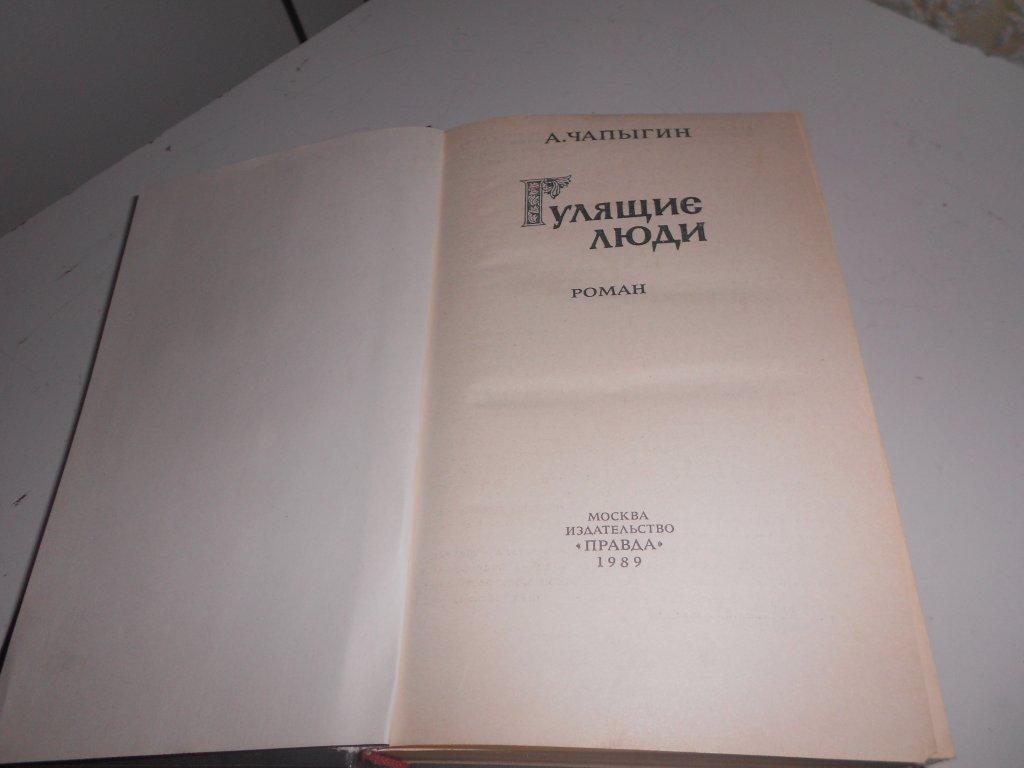 А.ЧАПЫГИН
ГУЛЯЩИЕ
ЛЮДИ
РОМАН
МОСКВА
ИЗДАТЕЛЬСТВО
«ПРАВДА»
1989